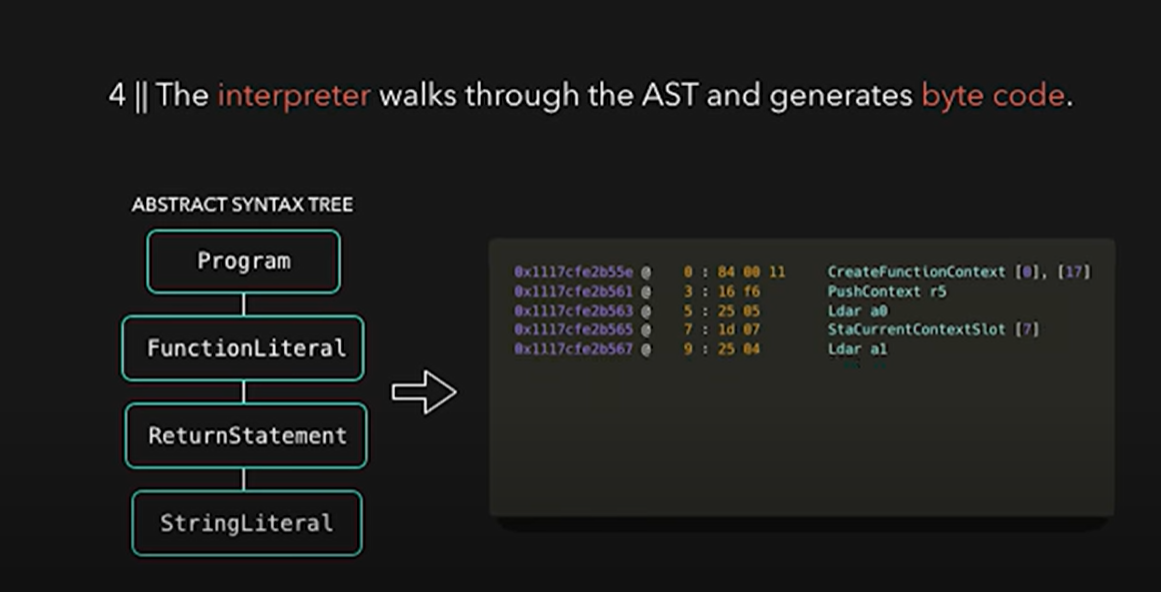 4 || The interpreter walks through the AST and generates byte code.
ABSTRACT SYNTAX TREE
Program
FunctionLiteral
ReturnStatement
StringLiteral
0x1117cfe2b55e @ 0 : 84 00 11 CreateFunctionContext [0], [17]
0x1117cfe2b561 @ 3 : 16 f6 PushContext r5
0x1117cfe2b563 @ 5 : 25 05 Ldar a0
0x1117cfe2b565 @ 7 : 1d 07 StaCurrentContextSlot [7]
0x1117cfe2b567 @ 9 : 25 04 Ldar a1